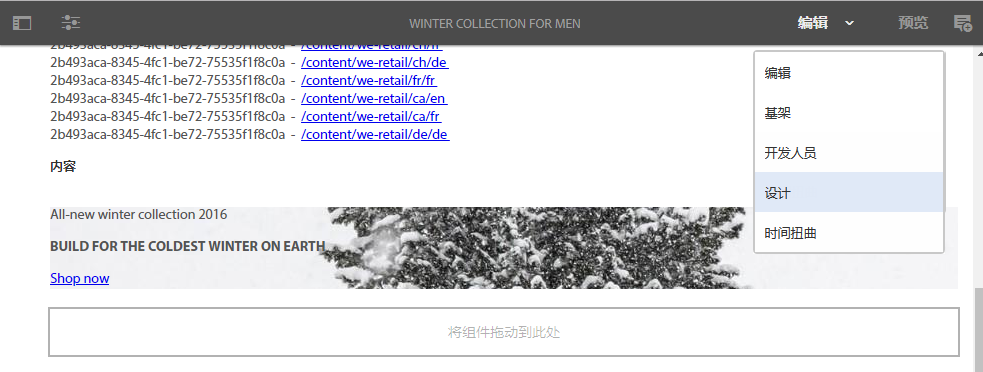 WINTER COLLECTION FOR MEN
编辑
预览
2b493aca-8345-4fc1-be72-75535f1f8c0a - /content/we-retail/ch/fr
2b493aca-8345-4fc1-be72-75535f1f8c0a - /content/we-retail/ch/de
2b493aca-8345-4fc1-be72-75535f1f8c0a - /content/we-retail/fr/fr
2b493aca-8345-4fc1-be72-75535f1f8c0a - /content/we-retail/ca/en
2b493aca-8345-4fc1-be72-75535f1f8c0a - /content/we-retail/ca/fr
2b493aca-8345-4fc1-be72-75535f1f8c0a - /content/we-retail/de/de
编辑
基架
开发人员
设计
时间扭曲
内容
All-new winter collection 2016
BUILD FOR THE COLDEST WINTER ON EARTH
Shop now
将组件拖动到此处